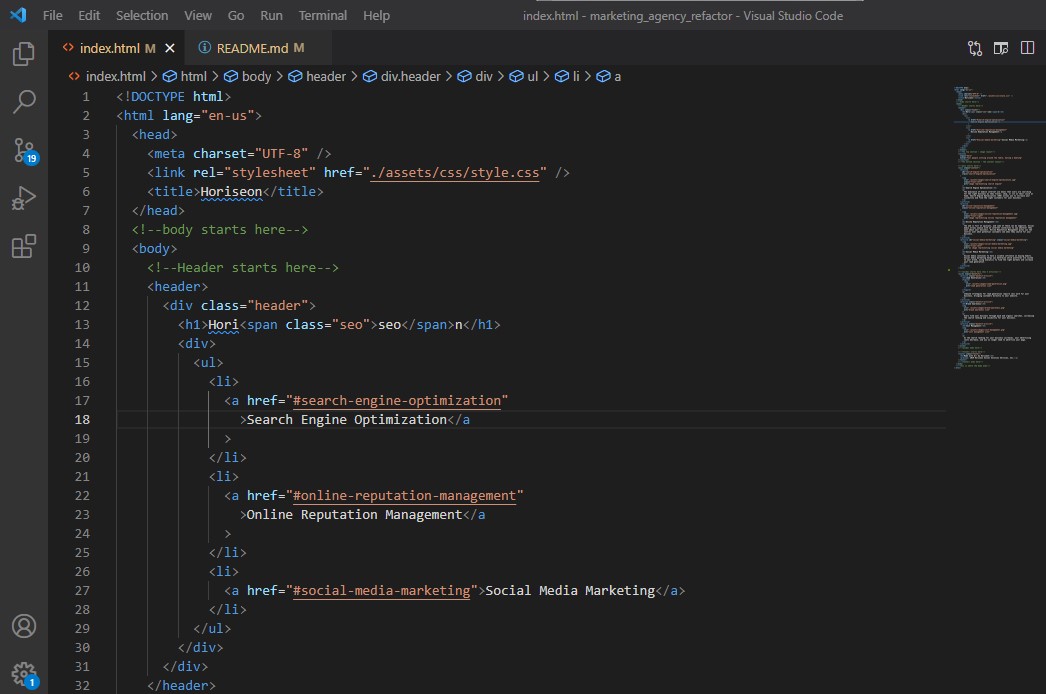 File Edit Selection View Go Run Terminal Help index.html - marketing_agency_refactor - Visual Studio Code
<> index.html M × README.md M
<> index.html > html > body > header > div.header > div > ul > li > a
1 <!DOCTYPE html>
2 <html lang="en-us">
3 <head>
4 <meta charset="UTF-8" />
5 <link rel="stylesheet" href="./assets/css/style.css" />
6 <title>Horiseon</title>
7 </head>
8 <!--body starts here-->
9 <body>
10 <!--Header starts here-->
11 <header>
12 <div class="header">
13 <h1>Hori<span class="seo">seo</span>n</h1>
14 <div>
15 <ul>
16 <li>
17 <a href="#search-engine-optimization"
18 >Search Engine Optimization</a
19 >
20 </li>
21 <li>
22 <a href="#online-reputation-management"
23 >Online Reputation Management</a
24 >
25 </li>
26 <li>
27 <a href="#social-media-marketing">Social Media Marketing</a>
28 </li>
29 </ul>
30 </div>
31 </div>
32 </header>
19
1